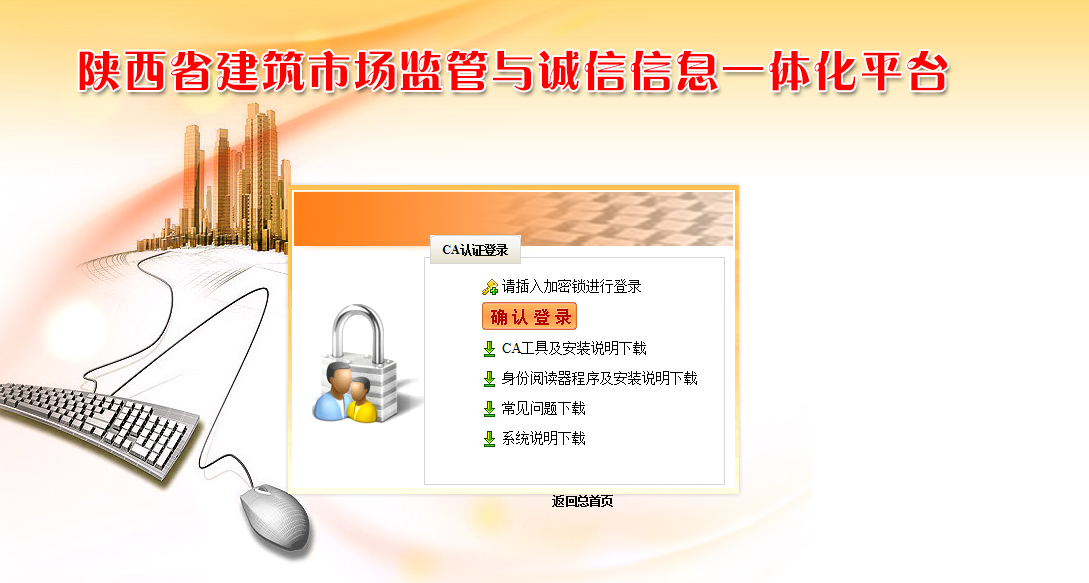 陕西省建筑市场监管与诚信信息一体化平台
CA认证登录
请插入加密锁进行登录
确认登录
CA工具及安装说明下载
身份阅读器程序及安装说明下载
常见问题下载
系统说明下载
返回总首页